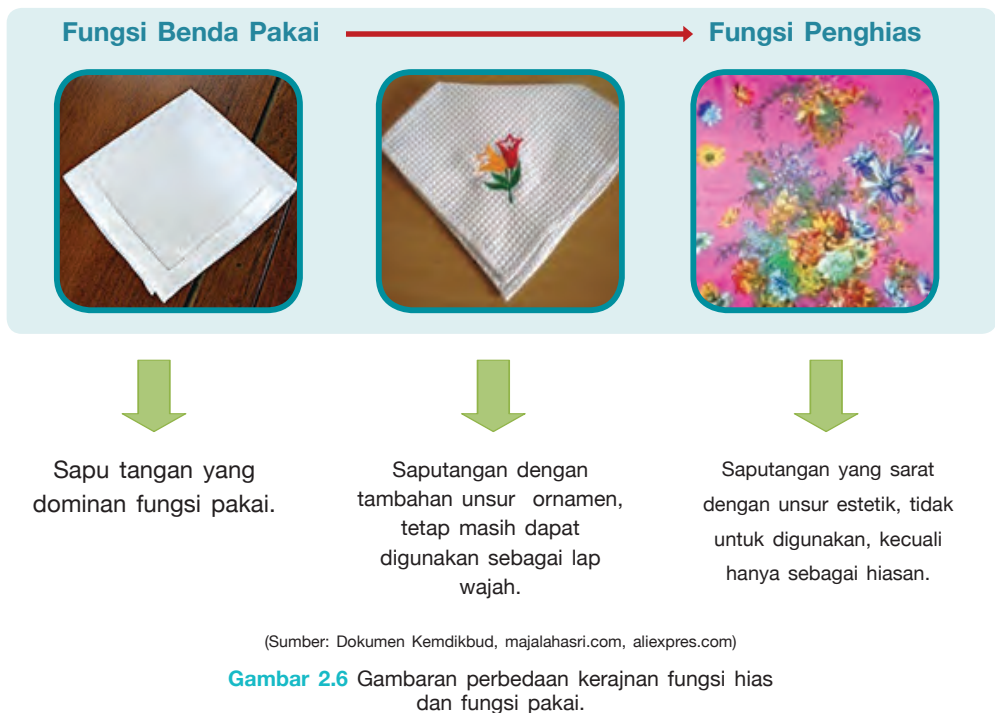 Fungsi Benda Pakai
Fungsi Penghias
Sapu tangan yang
dominan fungsi pakai.
Saputangan dengan
tambahan unsur ornamen,
tetap masih dapat
digunakan sebagai lap
wajah.
Saputangan yang sarat
dengan unsur estetik, tidak
untuk digunakan, kecuali
hanya sebagai hiasan.
(Sumber: Dokumen Kemdikbud, majalahasri.com, aliexpres.com)
Gambar 2.6 Gambaran perbedaan kerajnan fungsi hias
dan fungsi pakai.